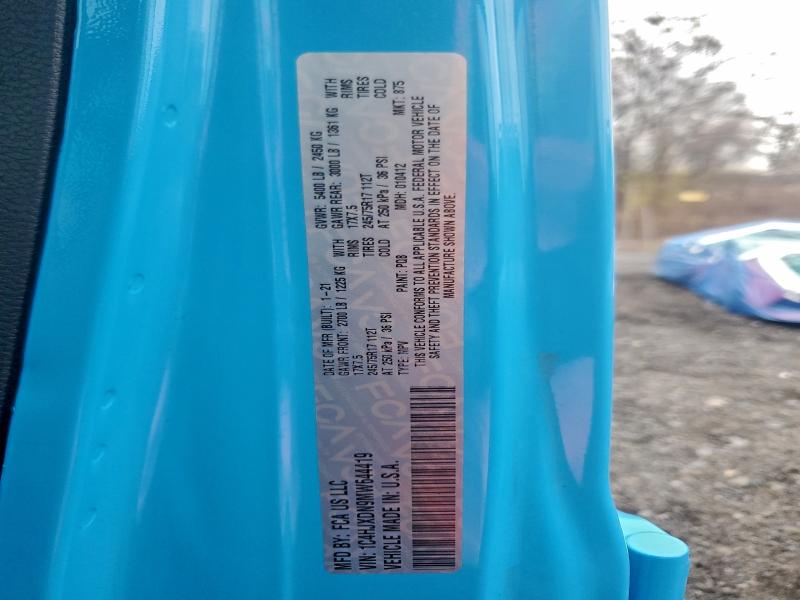 MFD BY: FCA US LLC
VIN: 1C4HJXDN9MW644419
VEHICLE MADE IN: U.S.A.
DATE OF MFR (BUILT): 1-21 GVWR: 5400 LB / 2450 KG
GAWR FRONT: 2700 LB / 1225 KG WITH GAWR REAR: 3000 LB / 1361 KG WITH
17X7.5 RIMS 17X7.5 RIMS
245/75R17 112T TIRES 245/75R17 112T TIRES
AT 250 kPa / 36 PSI COLD AT 250 kPa / 36 PSI COLD
TYPE: MPV PAINT: PQB MDH: 010412 MKT: 875
THIS VEHICLE CONFORMS TO ALL APPLICABLE U.S.A. FEDERAL MOTOR VEHICLE
SAFETY AND THEFT PREVENTION STANDARDS IN EFFECT ON THE DATE OF
MANUFACTURE SHOWN ABOVE.